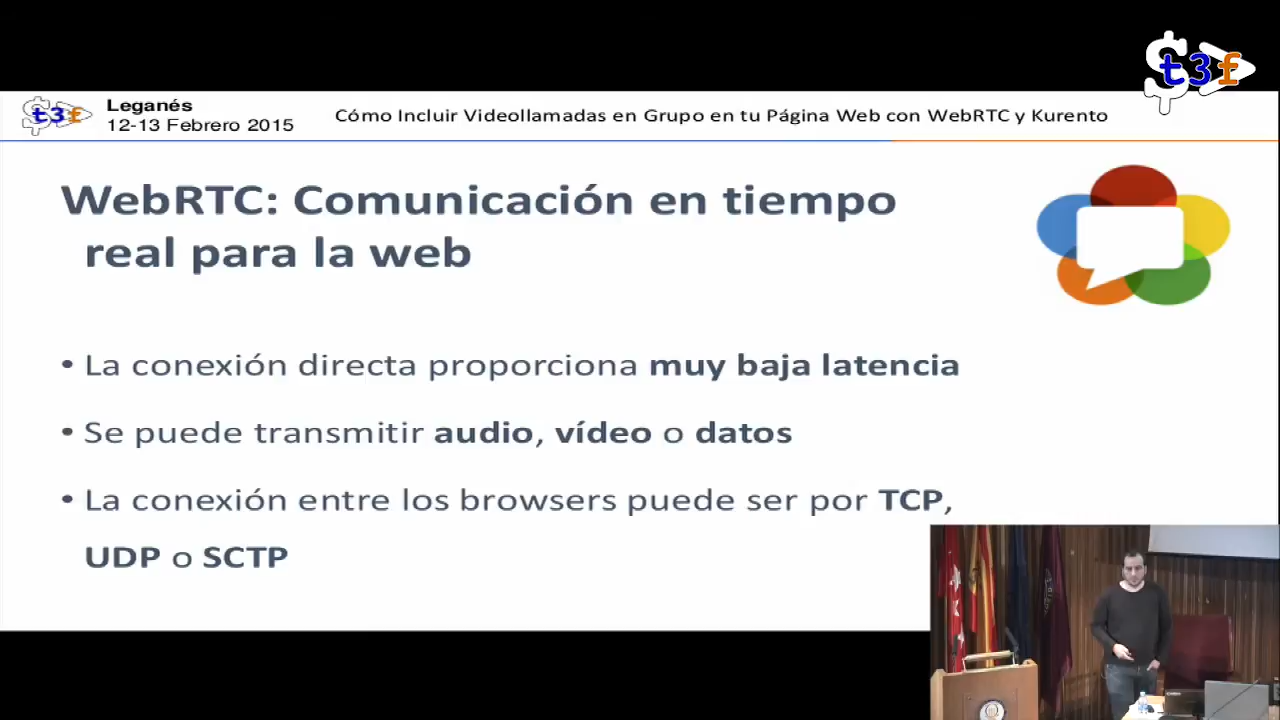 $t3f
t3f
Leganés
12-13 Febrero 2015
Cómo Incluir Videollamadas en Grupo en tu Página Web con WebRTC y Kurento
WebRTC: Comunicación en tiempo
real para la web
• La conexión directa proporciona muy baja latencia
• Se puede transmitir audio, vídeo o datos
• La conexión entre los browsers puede ser por TCP,
UDP o SCTP